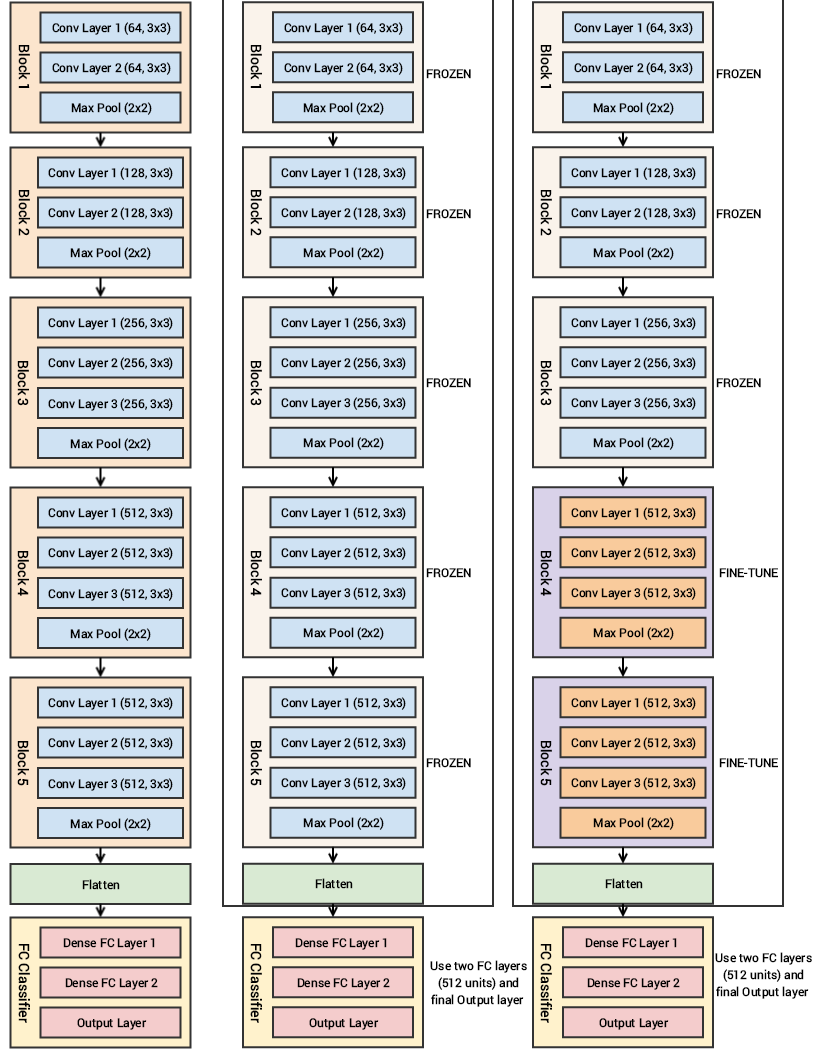 Block 1
Conv Layer 1 (64, 3x3)
Conv Layer 2 (64, 3x3)
Max Pool (2x2)
Block 2
Conv Layer 1 (128, 3x3)
Conv Layer 2 (128, 3x3)
Max Pool (2x2)
Block 3
Conv Layer 1 (256, 3x3)
Conv Layer 2 (256, 3x3)
Conv Layer 3 (256, 3x3)
Max Pool (2x2)
Block 4
Conv Layer 1 (512, 3x3)
Conv Layer 2 (512, 3x3)
Conv Layer 3 (512, 3x3)
Max Pool (2x2)
Block 5
Conv Layer 1 (512, 3x3)
Conv Layer 2 (512, 3x3)
Conv Layer 3 (512, 3x3)
Max Pool (2x2)
Flatten
FC Classifier
Dense FC Layer 1
Dense FC Layer 2
Output Layer
Block 1
Conv Layer 1 (64, 3x3)
Conv Layer 2 (64, 3x3)
Max Pool (2x2)
FROZEN
Block 2
Conv Layer 1 (128, 3x3)
Conv Layer 2 (128, 3x3)
Max Pool (2x2)
FROZEN
Block 3
Conv Layer 1 (256, 3x3)
Conv Layer 2 (256, 3x3)
Conv Layer 3 (256, 3x3)
Max Pool (2x2)
FROZEN
Block 4
Conv Layer 1 (512, 3x3)
Conv Layer 2 (512, 3x3)
Conv Layer 3 (512, 3x3)
Max Pool (2x2)
FROZEN
Block 5
Conv Layer 1 (512, 3x3)
Conv Layer 2 (512, 3x3)
Conv Layer 3 (512, 3x3)
Max Pool (2x2)
FROZEN
Flatten
FC Classifier
Dense FC Layer 1
Dense FC Layer 2
Output Layer
Use two FC layers
(512 units) and
final Output layer
Block 1
Conv Layer 1 (64, 3x3)
Conv Layer 2 (64, 3x3)
Max Pool (2x2)
FROZEN
Block 2
Conv Layer 1 (128, 3x3)
Conv Layer 2 (128, 3x3)
Max Pool (2x2)
FROZEN
Block 3
Conv Layer 1 (256, 3x3)
Conv Layer 2 (256, 3x3)
Conv Layer 3 (256, 3x3)
Max Pool (2x2)
FROZEN
Block 4
Conv Layer 1 (512, 3x3)
Conv Layer 2 (512, 3x3)
Conv Layer 3 (512, 3x3)
Max Pool (2x2)
FINE-TUNE
Block 5
Conv Layer 1 (512, 3x3)
Conv Layer 2 (512, 3x3)
Conv Layer 3 (512, 3x3)
Max Pool (2x2)
FINE-TUNE
Flatten
FC Classifier
Dense FC Layer 1
Dense FC Layer 2
Output Layer
Use two FC layers
(512 units) and
final Output layer